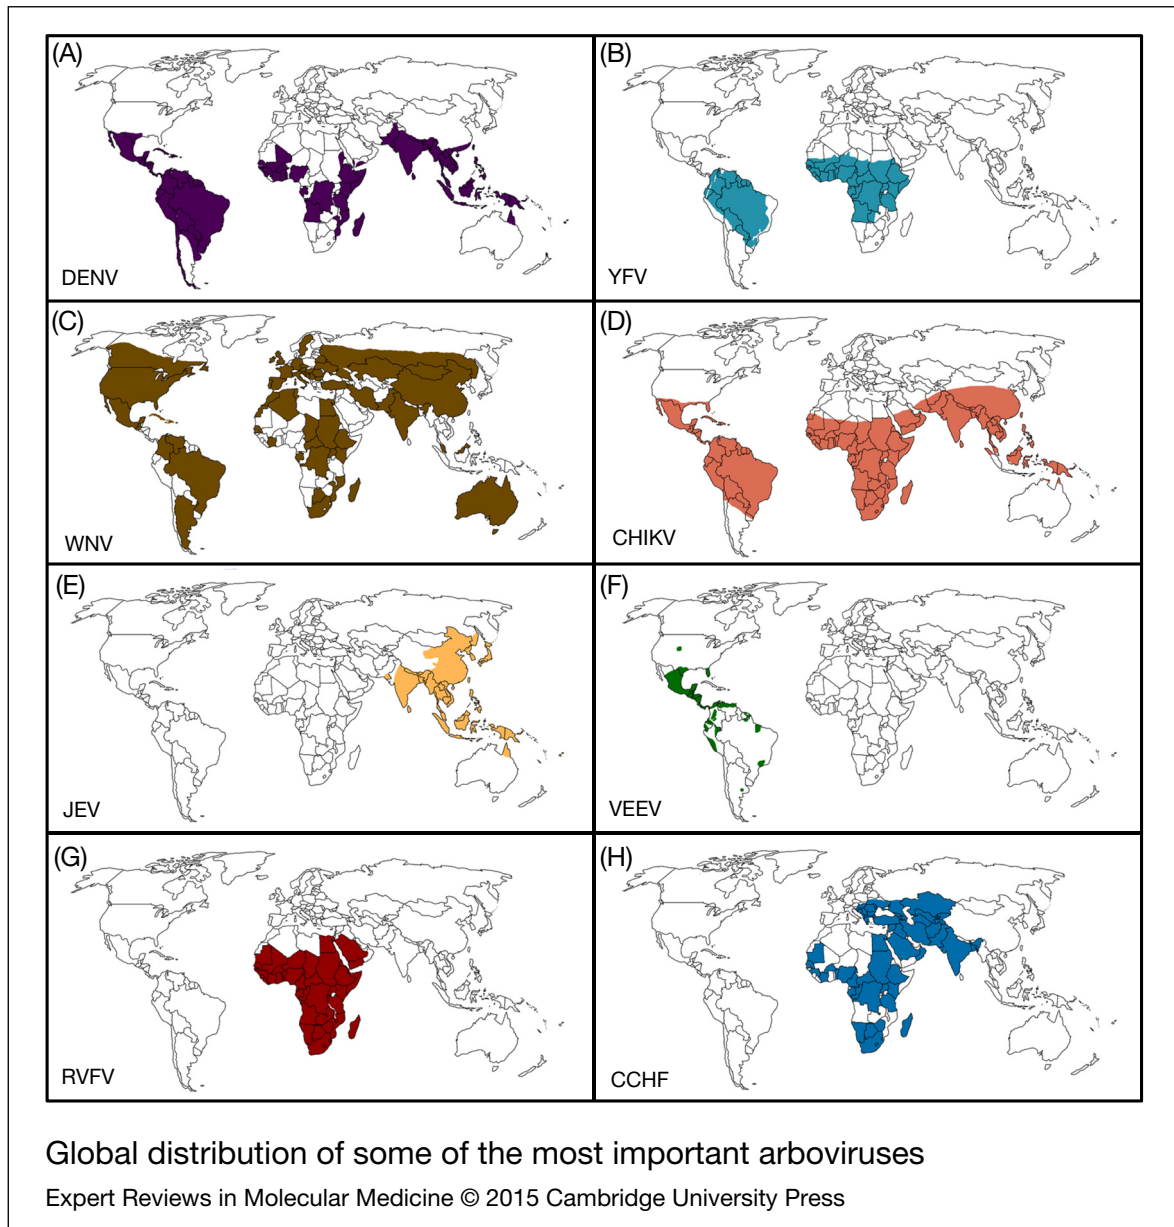 (A)
DENV
(B)
YFV
(C)
WNV
(D)
CHIKV
(E)
JEV
(F)
VEEV
(G)
RVFV
(H)
CCHF
Global distribution of some of the most important arboviruses
Expert Reviews in Molecular Medicine © 2015 Cambridge University Press